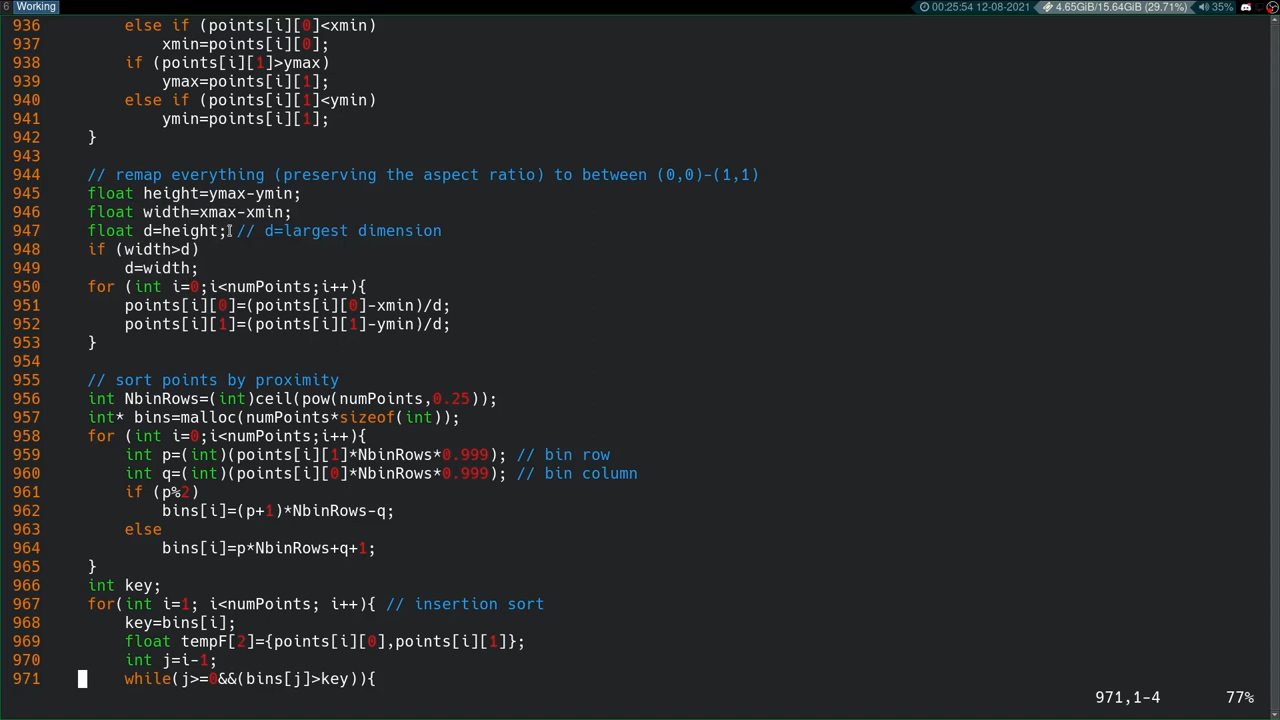 6 Working 00:25:54 12-08-2021 4.65GiB/15.64GiB (29.71%) 35%
936 else if (points[i][0]<xmin)
937 xmin=points[i][0];
938 if (points[i][1]>ymax)
939 ymax=points[i][1];
940 else if (points[i][1]<ymin)
941 ymin=points[i][1];
942 }
943
944 // remap everything (preserving the aspect ratio) to between (0,0)-(1,1)
945 float height=ymax-ymin;
946 float width=xmax-xmin;
947 float d=height; // d=largest dimension
948 if (width>d)
949 d=width;
950 for (int i=0;i<numPoints;i++){
951 points[i][0]=(points[i][0]-xmin)/d;
952 points[i][1]=(points[i][1]-ymin)/d;
953 }
954
955 // sort points by proximity
956 int NbinRows=(int)ceil(pow(numPoints,0.25));
957 int* bins=malloc(numPoints*sizeof(int));
958 for (int i=0;i<numPoints;i++){
959 int p=(int)(points[i][1]*NbinRows*0.999); // bin row
960 int q=(int)(points[i][0]*NbinRows*0.999); // bin column
961 if (p%2)
962 bins[i]=(p+1)*NbinRows-q;
963 else
964 bins[i]=p*NbinRows+q+1;
965 }
966 int key;
967 for(int i=1; i<numPoints; i++){ // insertion sort
968 key=bins[i];
969 float tempF[2]={points[i][0],points[i][1]};
970 int j=i-1;
971 while(j>=0&&(bins[j]>key)){
971,1-4 77%